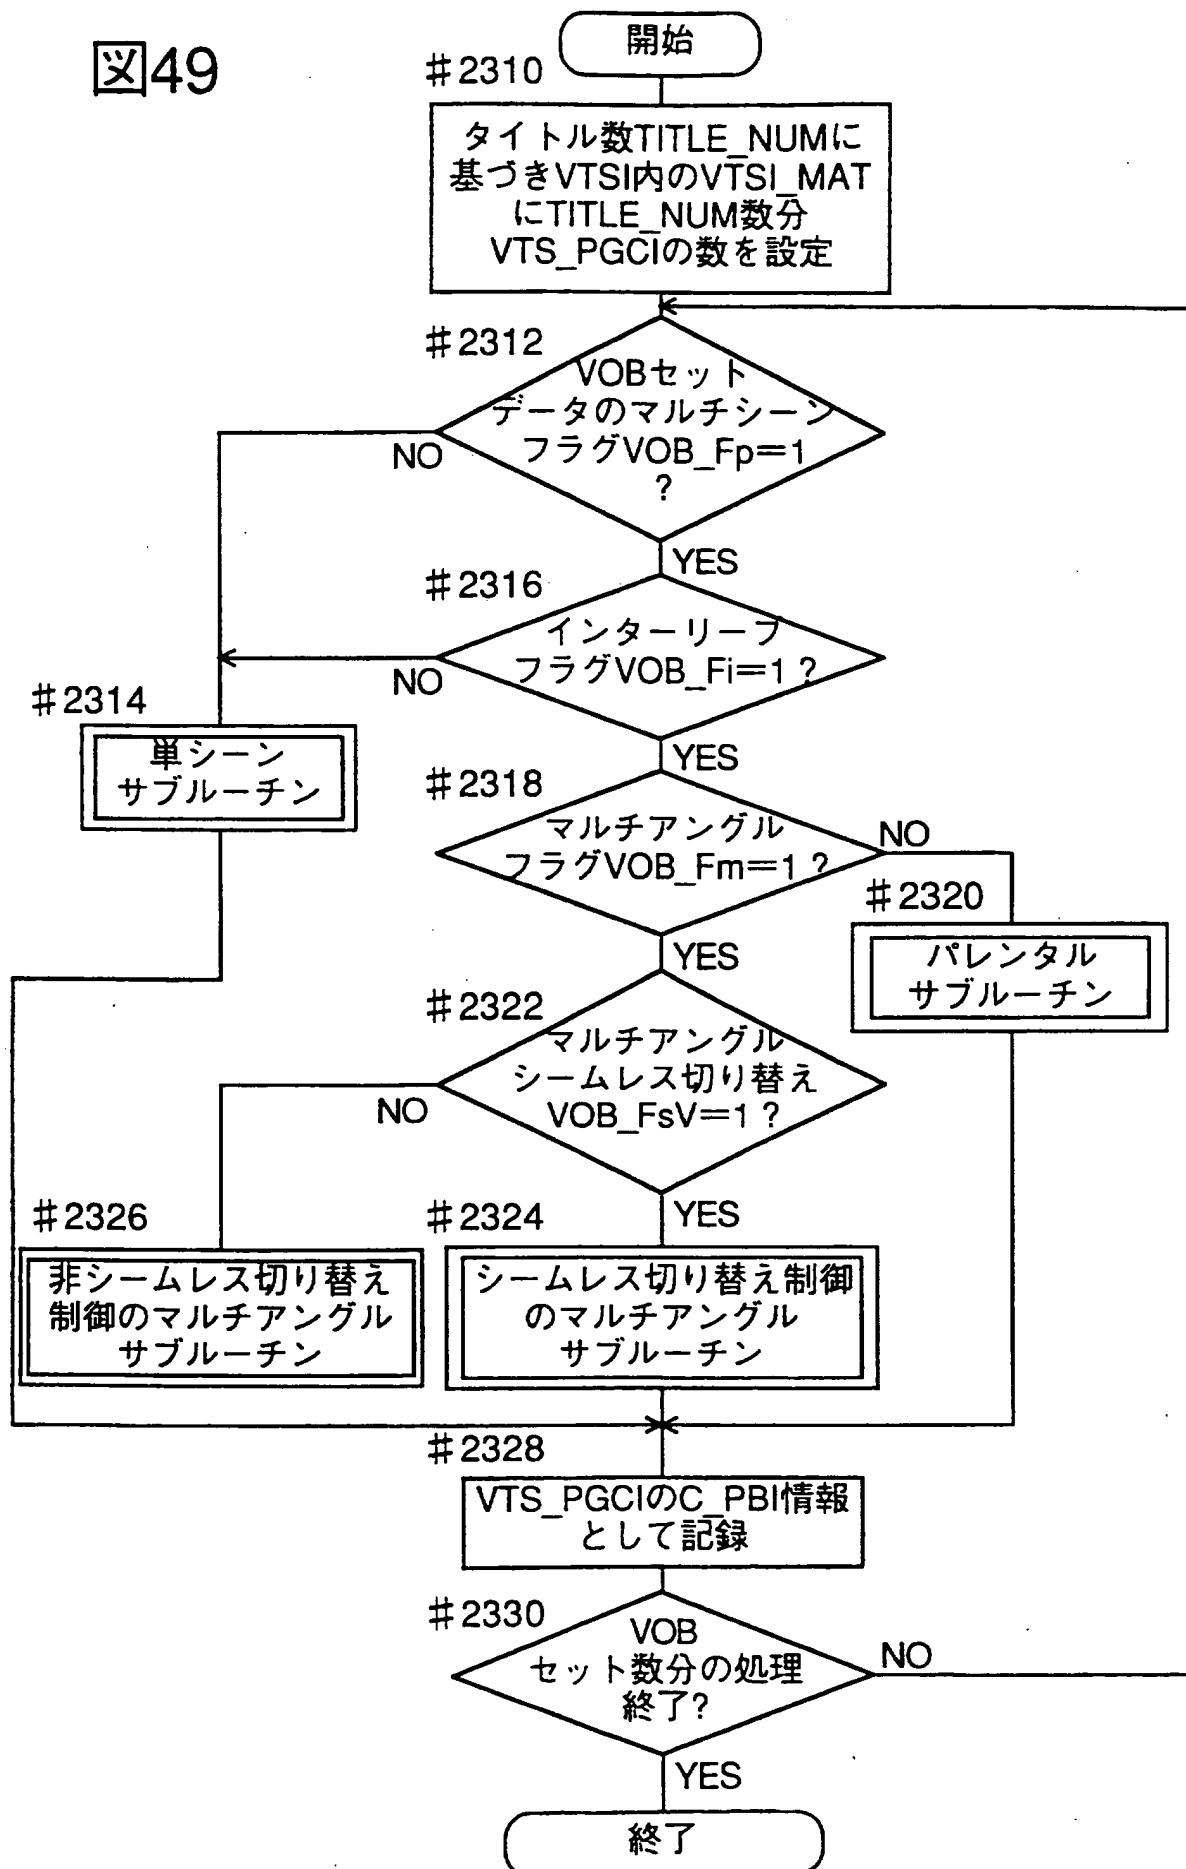 図49
開始
#2310
タイトル数TITLE_NUMに
基づきVTSI内のVTSI_MAT
にTITLE_NUM数分
VTS_PGCIの数を設定
#2312
VOBセット
データのマルチシーン
フラグVOB_Fp=1
?
NO
YES
#2316
インターリーブ
フラグVOB_Fi=1?
NO
YES
#2314
単シーン
サブルーチン
#2318
マルチアングル
フラグVOB_Fm=1?
NO
YES
#2320
パレンタル
サブルーチン
#2322
マルチアングル
シームレス切り替え
VOB_FsV=1?
NO
YES
#2326
非シームレス切り替え
制御のマルチアングル
サブルーチン
#2324
シームレス切り替え制御
のマルチアングル
サブルーチン
#2328
VTS_PGCIのC_PBI情報
として記録
#2330
VOB
セット数分の処理
終了?
NO
YES
終了